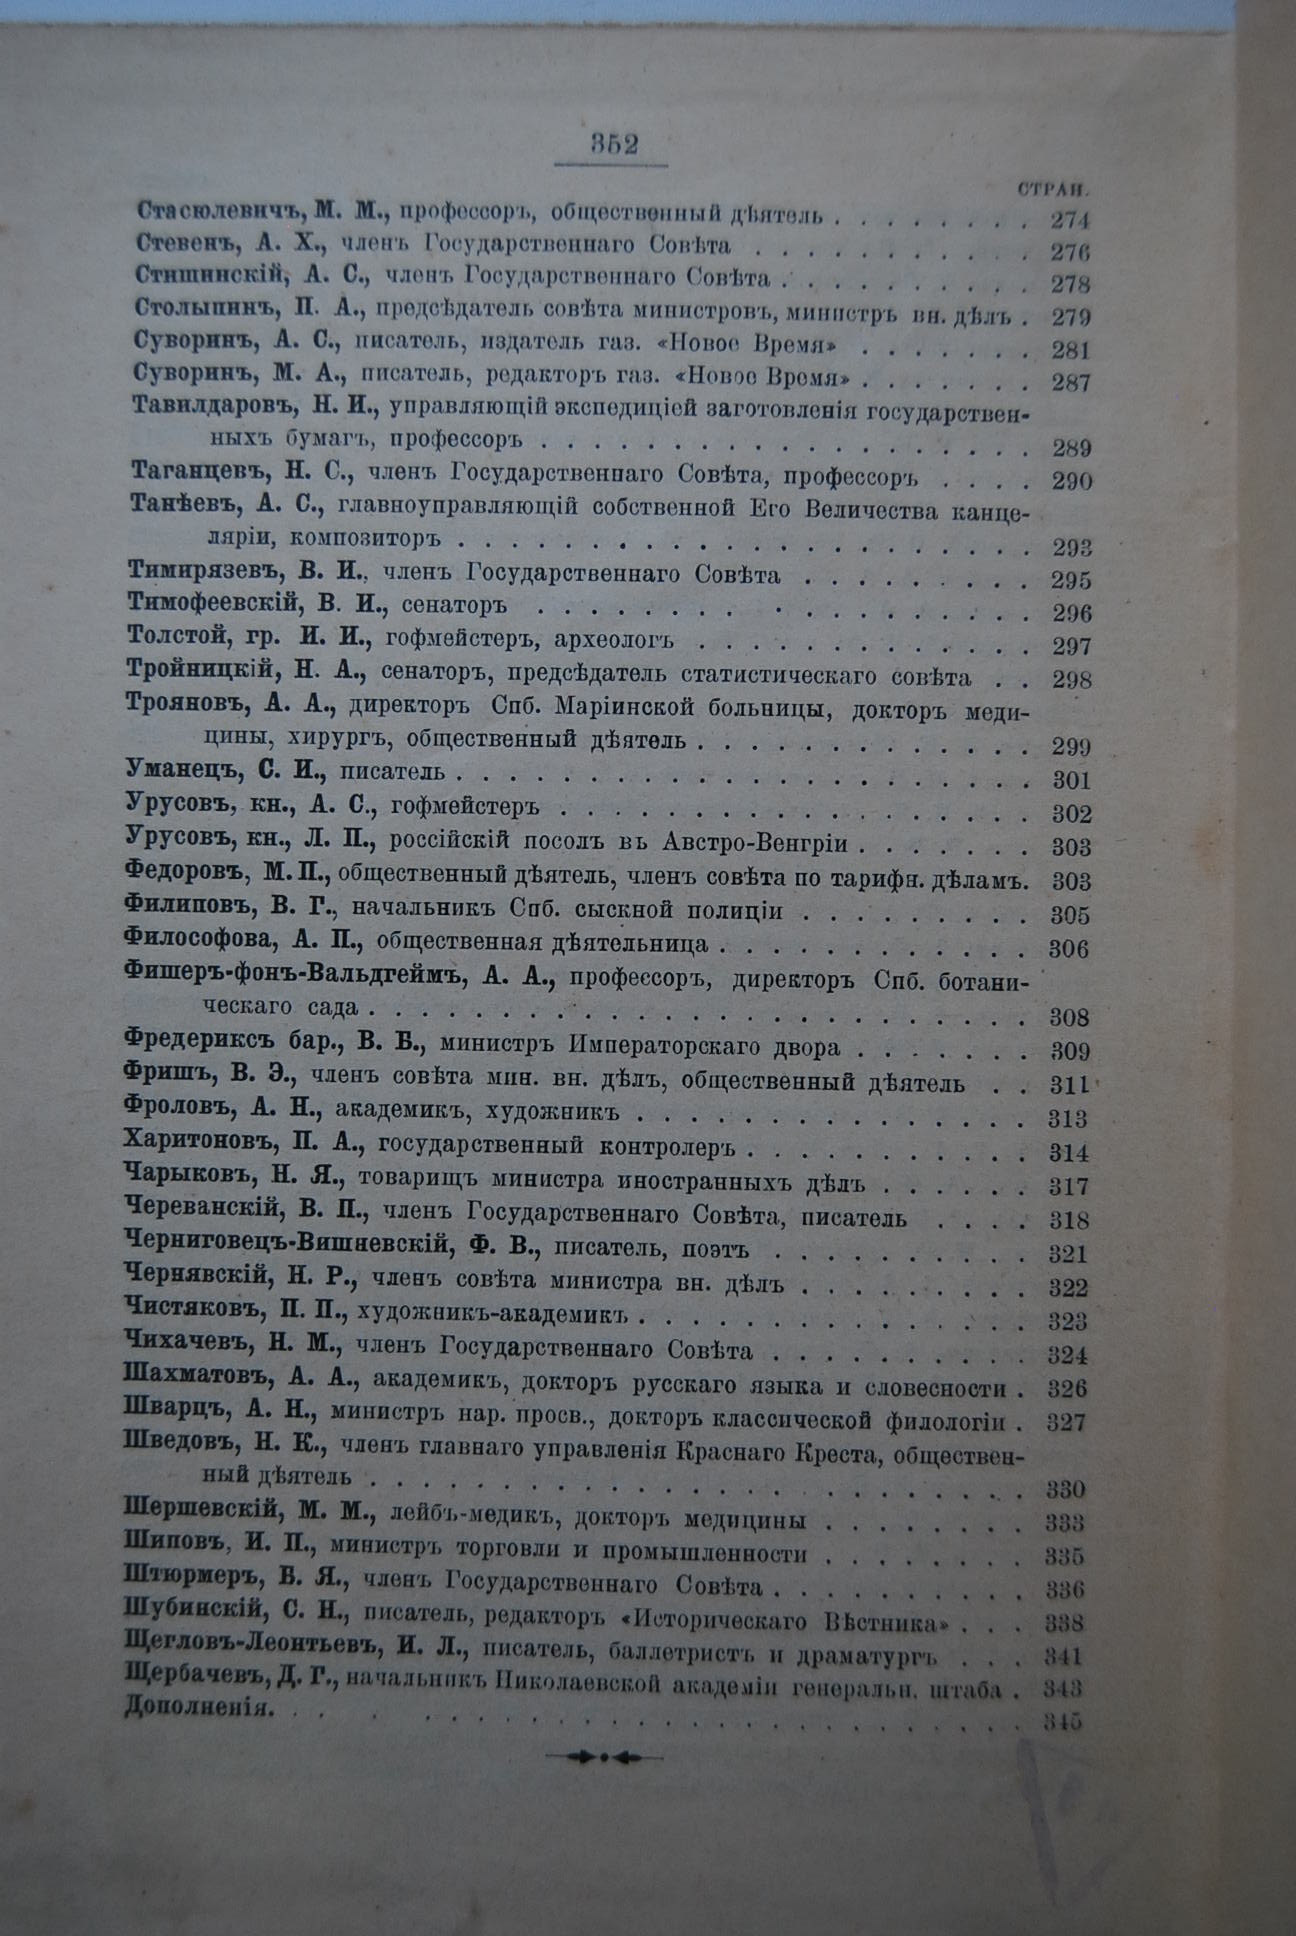 352
СТРАН.
Стасюлевичъ, М. М., профессоръ, общественный дѣятель . . . . . . . . 274
Стевенъ, А. Х., членъ Государственнаго Совѣта . . . . . . . . . . . 276
Стишинскій, А. С., членъ Государственнаго Совѣта . . . . . . . . . . 278
Столыпинъ, П. А., предсѣдатель совѣта министровъ, министръ вн. дѣлъ . 279
Суворинъ, А. С., писатель, издатель газ. «Новое Время» . . . . . . . 281
Суворинъ, М. А., писатель, редакторъ газ. «Новое Время» . . . . . . . 287
Тавилдаровъ, Н. И., управляющій экспедиціей заготовленія государствен-
ныхъ бумагъ, профессоръ . . . . . . . . . . . . . . . . . . . 289
Таганцевъ, Н. С., членъ Государственнаго Совѣта, профессоръ . . . . 290
Танѣевъ, А. С., главноуправляющій собственной Его Величества канце-
ляріи, композиторъ . . . . . . . . . . . . . . . . . . . . . . 293
Тимирязевъ, В. И., членъ Государственнаго Совѣта . . . . . . . . . 295
Тимофеевскій, В. И., сенаторъ . . . . . . . . . . . . . . . . . . 296
Толстой, гр. И. И., гофмейстеръ, археологъ . . . . . . . . . . . . . 297
Тройницкій, Н. А., сенаторъ, предсѣдатель статистическаго совѣта . . 298
Трояновъ, А. А., директоръ Спб. Маріинской больницы, докторъ меди-
цины, хирургъ, общественный дѣятель . . . . . . . . . . . . . 299
Уманецъ, С. И., писатель . . . . . . . . . . . . . . . . . . . . . . 301
Урусовъ, кн., А. С., гофмейстеръ . . . . . . . . . . . . . . . . . . 302
Урусовъ, кн., Л. П., россійскій посолъ въ Австро-Венгріи . . . . . . . 303
Федоровъ, М. П., общественный дѣятель, членъ совѣта по тарифн. дѣламъ. 303
Филиповъ, В. Г., начальникъ Спб. сыскной полиціи . . . . . . . . . 305
Философова, А. П., общественная дѣятельница . . . . . . . . . . . . 306
Фишеръ-фонъ-Вальдгеймъ, А. А., профессоръ, директоръ Спб. ботани-
ческаго сада . . . . . . . . . . . . . . . . . . . . . . . . . 308
Фредериксъ бар., В. Б., министръ Императорскаго двора . . . . . . . 309
Фришъ, В. Э., членъ совѣта мин. вн. дѣлъ, общественный дѣятель . . 311
Фроловъ, А. Н., академикъ, художникъ . . . . . . . . . . . . . . . 313
Харитоновъ, П. А., государственный контролеръ . . . . . . . . . . . 314
Чарыковъ, Н. Я., товарищъ министра иностранныхъ дѣлъ . . . . . . 317
Череванскій, В. П., членъ Государственнаго Совѣта, писатель . . . . 318
Черниговецъ-Вишневскій, Ф. В., писатель, поэтъ . . . . . . . . . . 321
Чернявскій, Н. Р., членъ совѣта министра вн. дѣлъ . . . . . . . . . 322
Чистяковъ, П. П., художникъ-академикъ . . . . . . . . . . . . . . . 323
Чихачевъ, Н. М., членъ Государственнаго Совѣта . . . . . . . . . . 324
Шахматовъ, А. А., академикъ, докторъ русскаго языка и словесности . 326
Шварцъ, А. Н., министръ нар. просв., докторъ классической филологіи . 327
Шведовъ, Н. К., членъ главнаго управленія Краснаго Креста, обществен-
ный дѣятель . . . . . . . . . . . . . . . . . . . . . . . . . 330
Шершевскій, М. М., лейбъ-медикъ, докторъ медицины . . . . . . . . 333
Шиповъ, И. П., министръ торговли и промышленности . . . . . . . . 335
Штюрмеръ, Б. Я., членъ Государственнаго Совѣта . . . . . . . . . . 336
Шубинскій, С. Н., писатель, редакторъ «Историческаго Вѣстника» . . . 338
Щегловъ-Леонтьевъ, И. Л., писатель, баллетристъ и драматургъ . . . 341
Щербачевъ, Д. Г., начальникъ Николаевской академіи генеральн. штаба . 343
Дополненія. . . . . . . . . . . . . . . . . . . . . . . . . . . 345